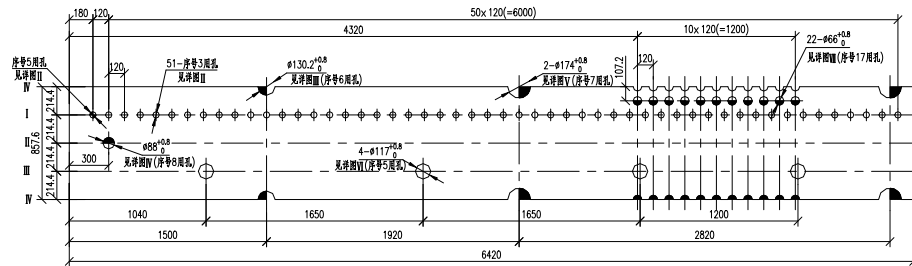 180 120
50x120(=6000)
4320
10x120(=1200)
22-ø66+0.8 0
见详图Ⅷ(序号17用孔)
序号5用孔
见详图Ⅱ
51-序号3用孔
见详图Ⅱ
120
ø130.2+0.8 0
见详图Ⅲ(序号6用孔)
2-ø174+0.8 0
见详图Ⅴ(序号7用孔)
107.2
120
Ⅳ
Ⅰ
Ⅱ
Ⅲ
Ⅳ
214.4
214.4
214.4
214.4
857.6
300
ø88+0.8 0
见详图Ⅳ(序号8用孔)
4-ø117+0.8 0
见详图Ⅵ(序号5用孔)
1040
1650
1650
1200
1500
1920
2820
6420